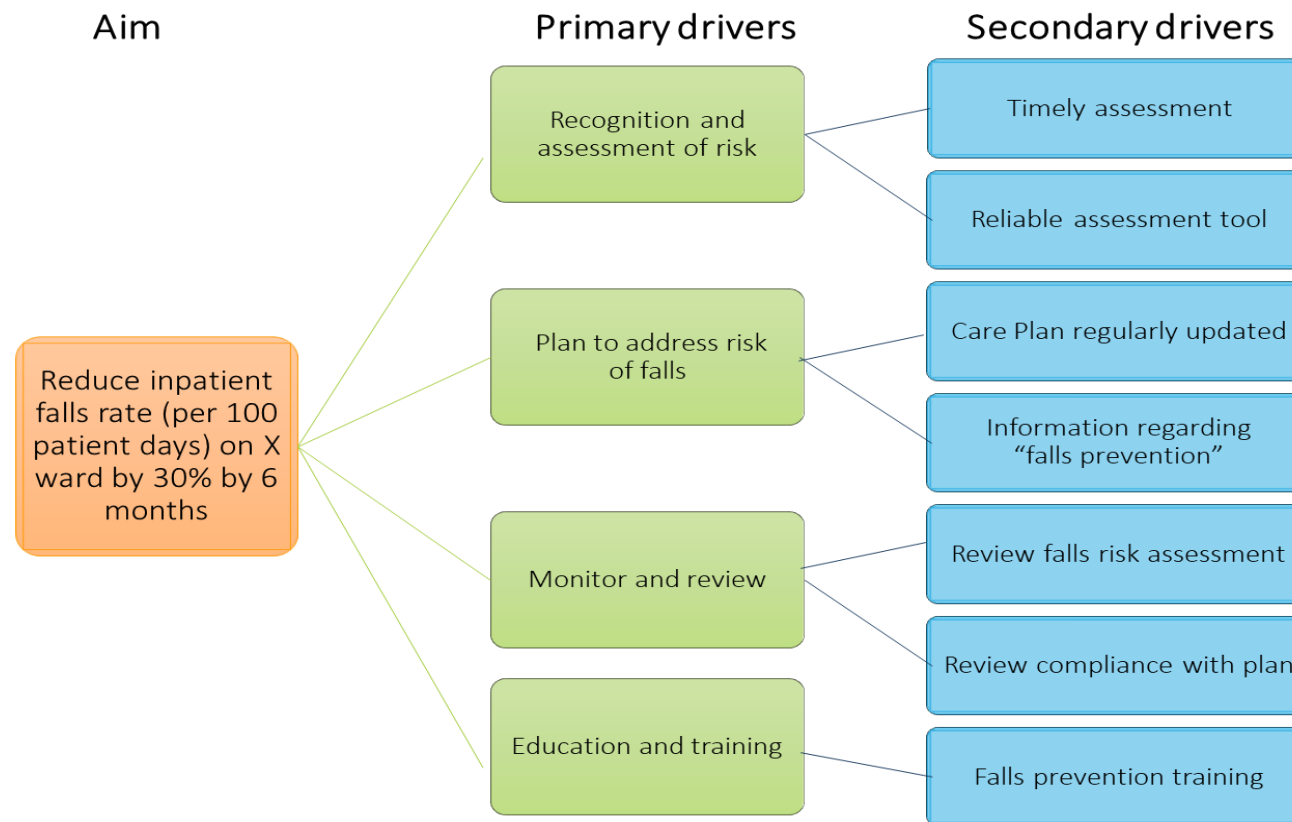 Aim
Primary drivers
Secondary drivers
Reduce inpatient
falls rate (per 100
patient days) on X
ward by 30% by 6
months
Recognition and
assessment of risk
Plan to address risk
of falls
Monitor and review
Education and training
Timely assessment
Reliable assessment tool
Care Plan regularly updated
Information regarding
“falls prevention”
Review falls risk assessment
Review compliance with plan
Falls prevention training